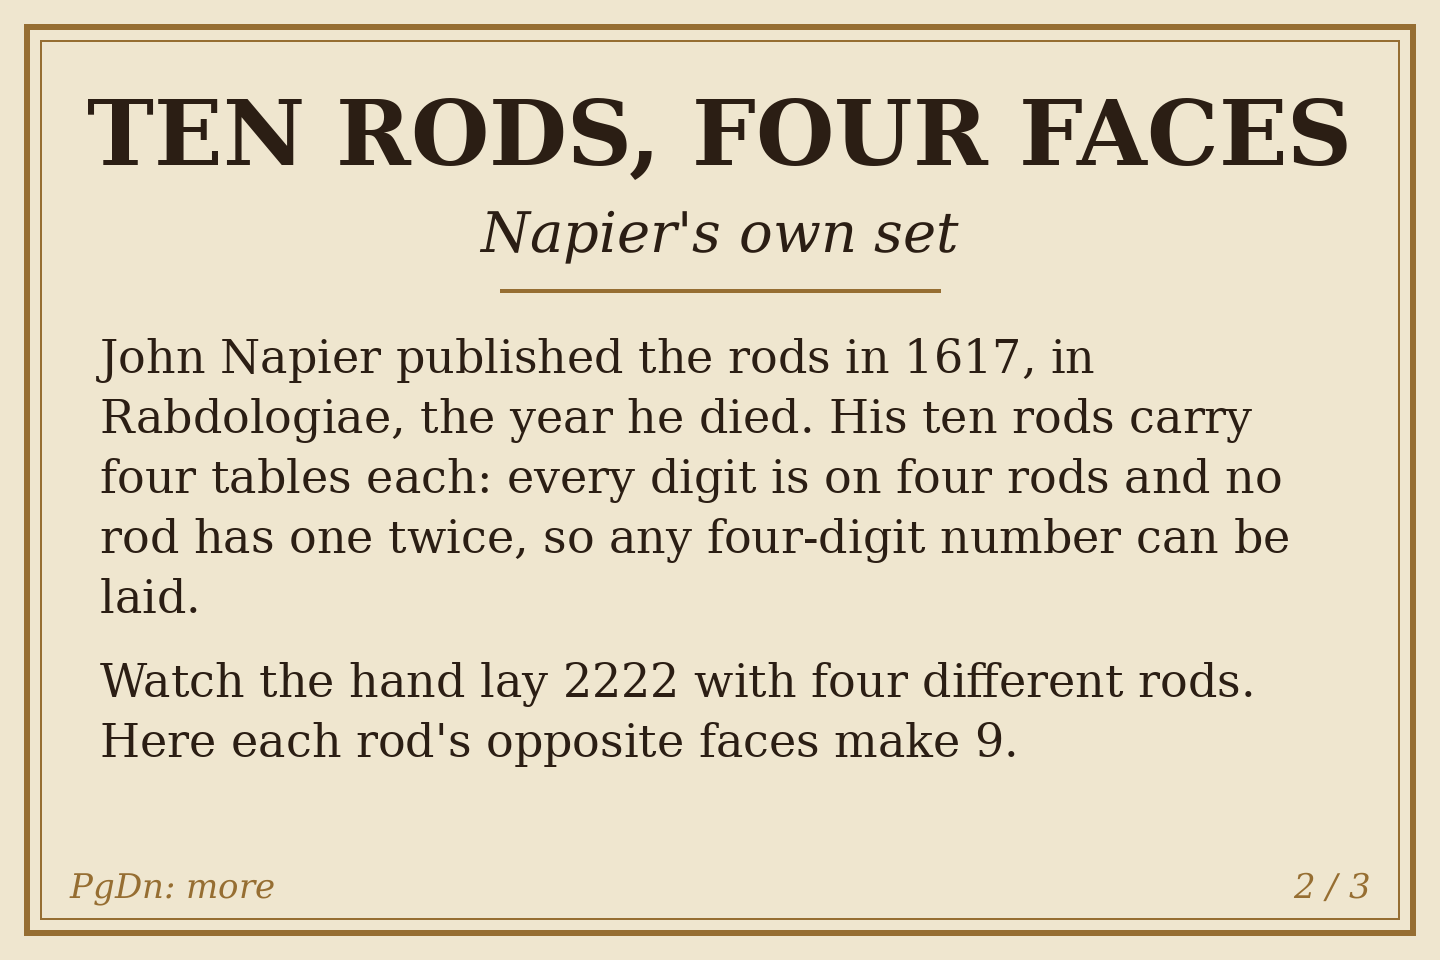 TEN RODS, FOUR FACES
Napier's own set
John Napier published the rods in 1617, in
Rabdologiae, the year he died. His ten rods carry
four tables each: every digit is on four rods and no
rod has one twice, so any four-digit number can be
laid.
Watch the hand lay 2222 with four different rods.
Here each rod's opposite faces make 9.
PgDn: more
2 / 3